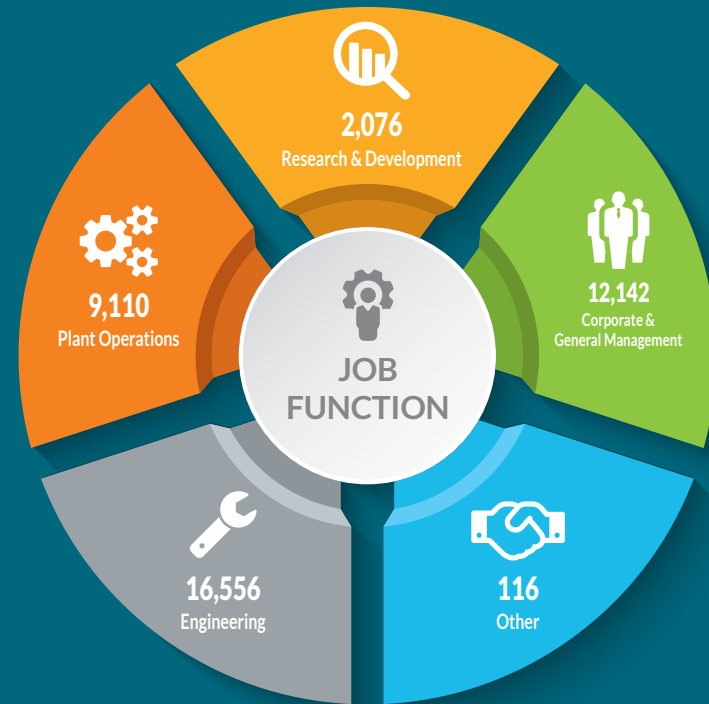 2,076
Research & Development
12,142
Corporate &
General Management
9,110
Plant Operations
JOB
FUNCTION
16,556
Engineering
116
Other